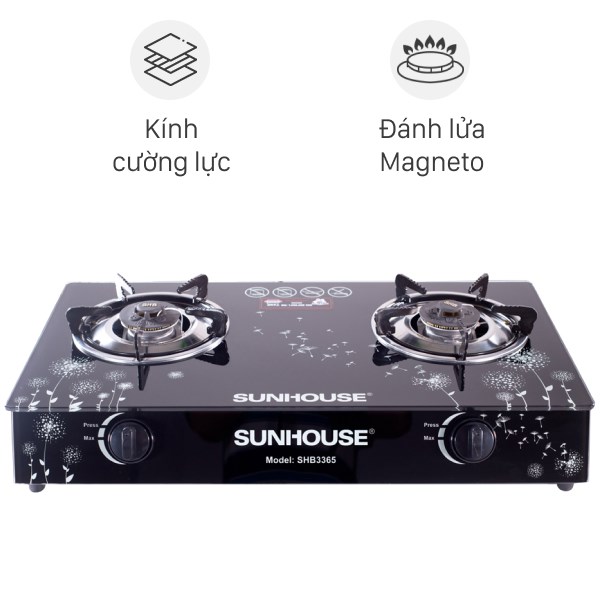 Kính
cường lực
Đánh lửa
Magneto
SUNHOUSE®
Press
Max
SUNHOUSE®
Model: SHB3365
Press
Max